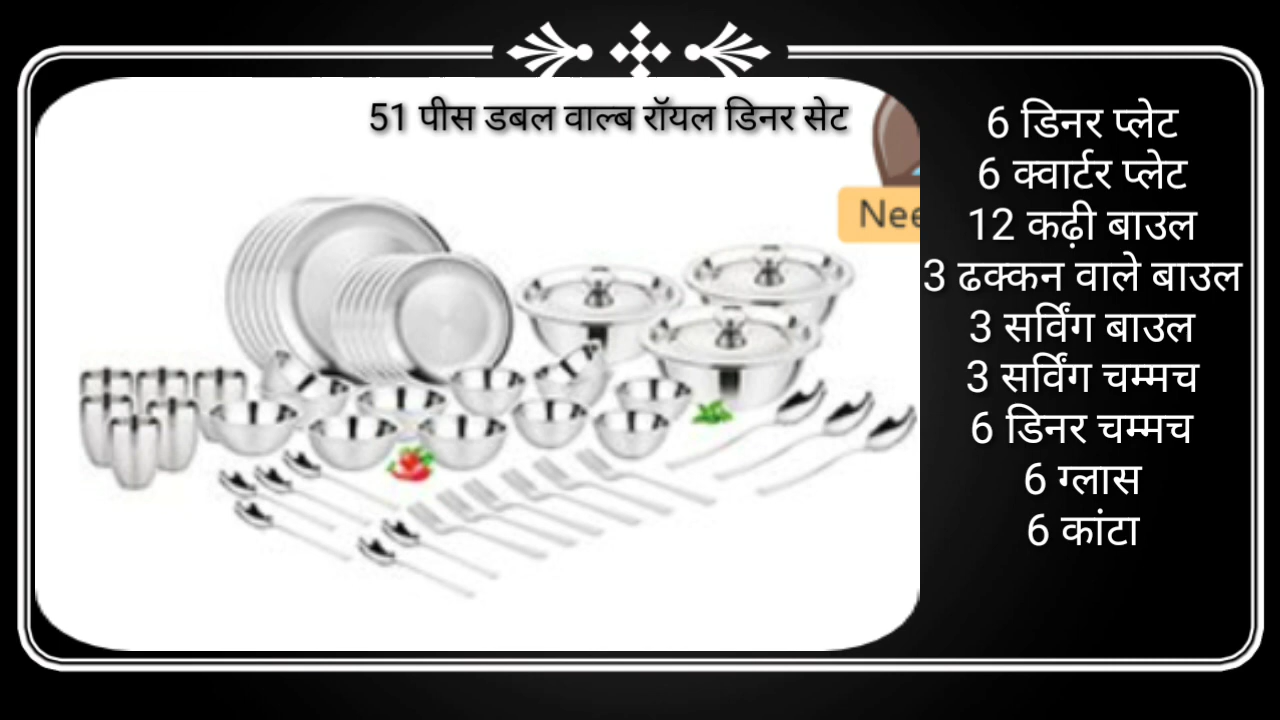 51 पीस डबल वाल्ब रॉयल डिनर सेट
6 डिनर प्लेट
6 क्वार्टर प्लेट
12 कढ़ी बाउल
3 ढक्कन वाले बाउल
3 सर्विंग बाउल
3 सर्विंग चम्मच
6 डिनर चम्मच
6 ग्लास
6 कांटा